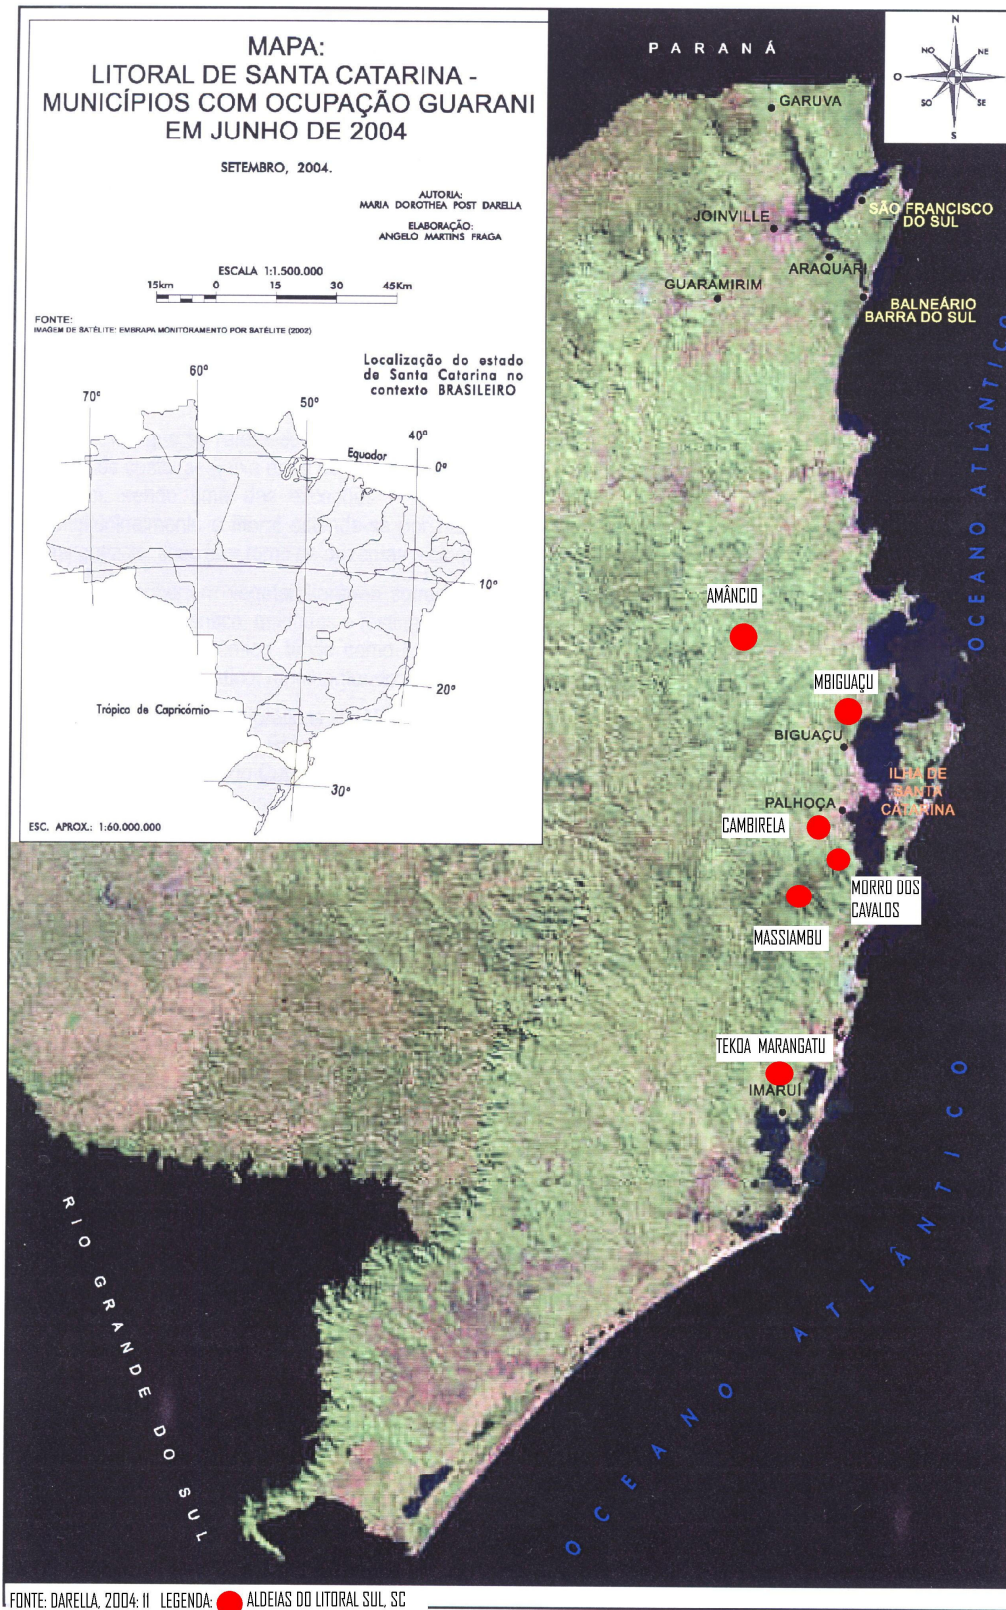 MAPA:
LITORAL DE SANTA CATARINA -
MUNICÍPIOS COM OCUPAÇÃO GUARANI
EM JUNHO DE 2004
SETEMBRO, 2004.
AUTORIA:
MARIA DOROTHEA POST DARELLA
ELABORAÇÃO:
ANGELO MARTINS FRAGA
ESCALA 1:1.500.000
15km 0 15 30 45Km
FONTE:
IMAGEM DE SATÉLITE: EMBRAPA MONITORAMENTO POR SATÉLITE (2002)
Localização do estado
de Santa Catarina no
contexto BRASILEIRO
70°
60°
50°
40°
Equador
0°
10°
20°
Trópico de Capricórnio
30°
ESC. APROX.: 1:60.000.000
PARANÁ
N
NO
NE
O
SO
SE
S
GARUVA
SÃO FRANCISCO
DO SUL
JOINVILLE
ARAQUARI
GUARAMIRIM
BALNEÁRIO
BARRA DO SUL
OCEANO ATLÂNTICO
AMÂNCIO
MBIGUAÇU
BIGUAÇU
ILHA DE
SANTA
CATARINA
PALHOÇA
CAMBIRELA
MORRO DOS
CAVALOS
MASSIAMBU
TEKOA MARANGATU
IMARUÍ
RIO GRANDE DO SUL
OCEANO ATLÂNTICO
FONTE: DARELLA, 2004: 11 LEGENDA: ALDEIAS DO LITORAL SUL, SC